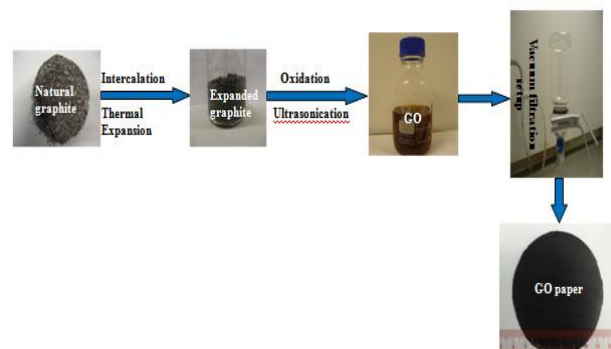 Natural
graphite
Intercalation
Thermal
Expansion
Expanded
graphite
Oxidation
Ultrasonication
GO
Vacuum filtration
setup
GO paper